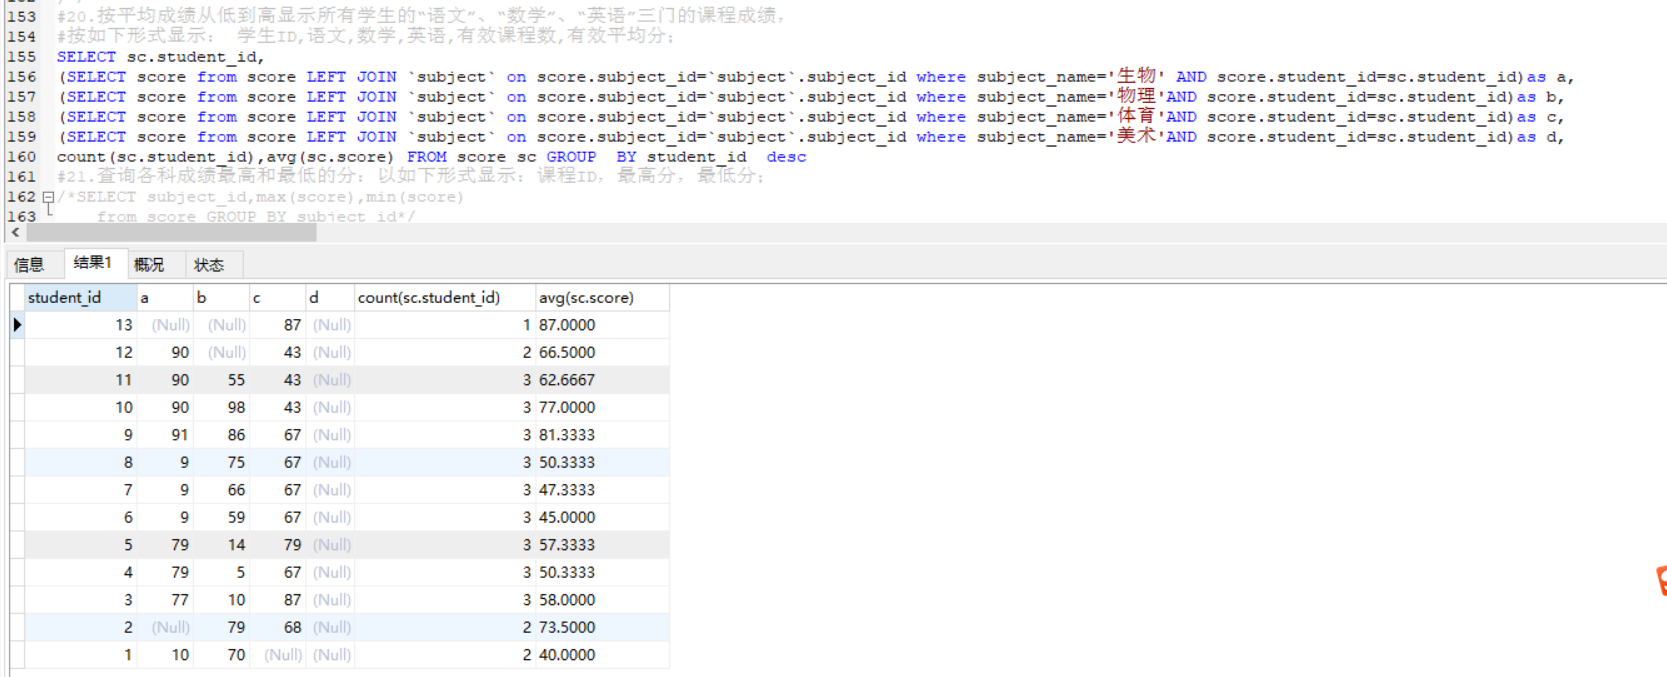 153 #20.按平均成绩从低到高显示所有学生的“语文”、“数学”、“英语”三门的课程成绩,
154 #按如下形式显示: 学生ID,语文,数学,英语,有效课程数,有效平均分;
155 SELECT sc.student_id,
156 (SELECT score from score LEFT JOIN `subject` on score.subject_id=`subject`.subject_id where subject_name='生物' AND score.student_id=sc.student_id)as a,
157 (SELECT score from score LEFT JOIN `subject` on score.subject_id=`subject`.subject_id where subject_name='物理'AND score.student_id=sc.student_id)as b,
158 (SELECT score from score LEFT JOIN `subject` on score.subject_id=`subject`.subject_id where subject_name='体育'AND score.student_id=sc.student_id)as c,
159 (SELECT score from score LEFT JOIN `subject` on score.subject_id=`subject`.subject_id where subject_name='美术'AND score.student_id=sc.student_id)as d,
160 count(sc.student_id),avg(sc.score) FROM score sc GROUP  BY student_id  desc
161 #21.查询各科成绩最高和最低的分: 以如下形式显示: 课程ID, 最高分, 最低分;
162 /*SELECT subject_id,max(score),min(score)
163 from score GROUP BY subject_id*/
信息 结果1 概况 状态
student_id a b c d count(sc.student_id) avg(sc.score)
13 (Null) (Null) 87 (Null) 1 87.0000
12 90 (Null) 43 (Null) 2 66.5000
11 90 55 43 (Null) 3 62.6667
10 90 98 43 (Null) 3 77.0000
9 91 86 67 (Null) 3 81.3333
8 9 75 67 (Null) 3 50.3333
7 9 66 67 (Null) 3 47.3333
6 9 59 67 (Null) 3 45.0000
5 79 14 79 (Null) 3 57.3333
4 79 5 67 (Null) 3 50.3333
3 77 10 87 (Null) 3 58.0000
2 (Null) 79 68 (Null) 2 73.5000
1 10 70 (Null) (Null) 2 40.0000